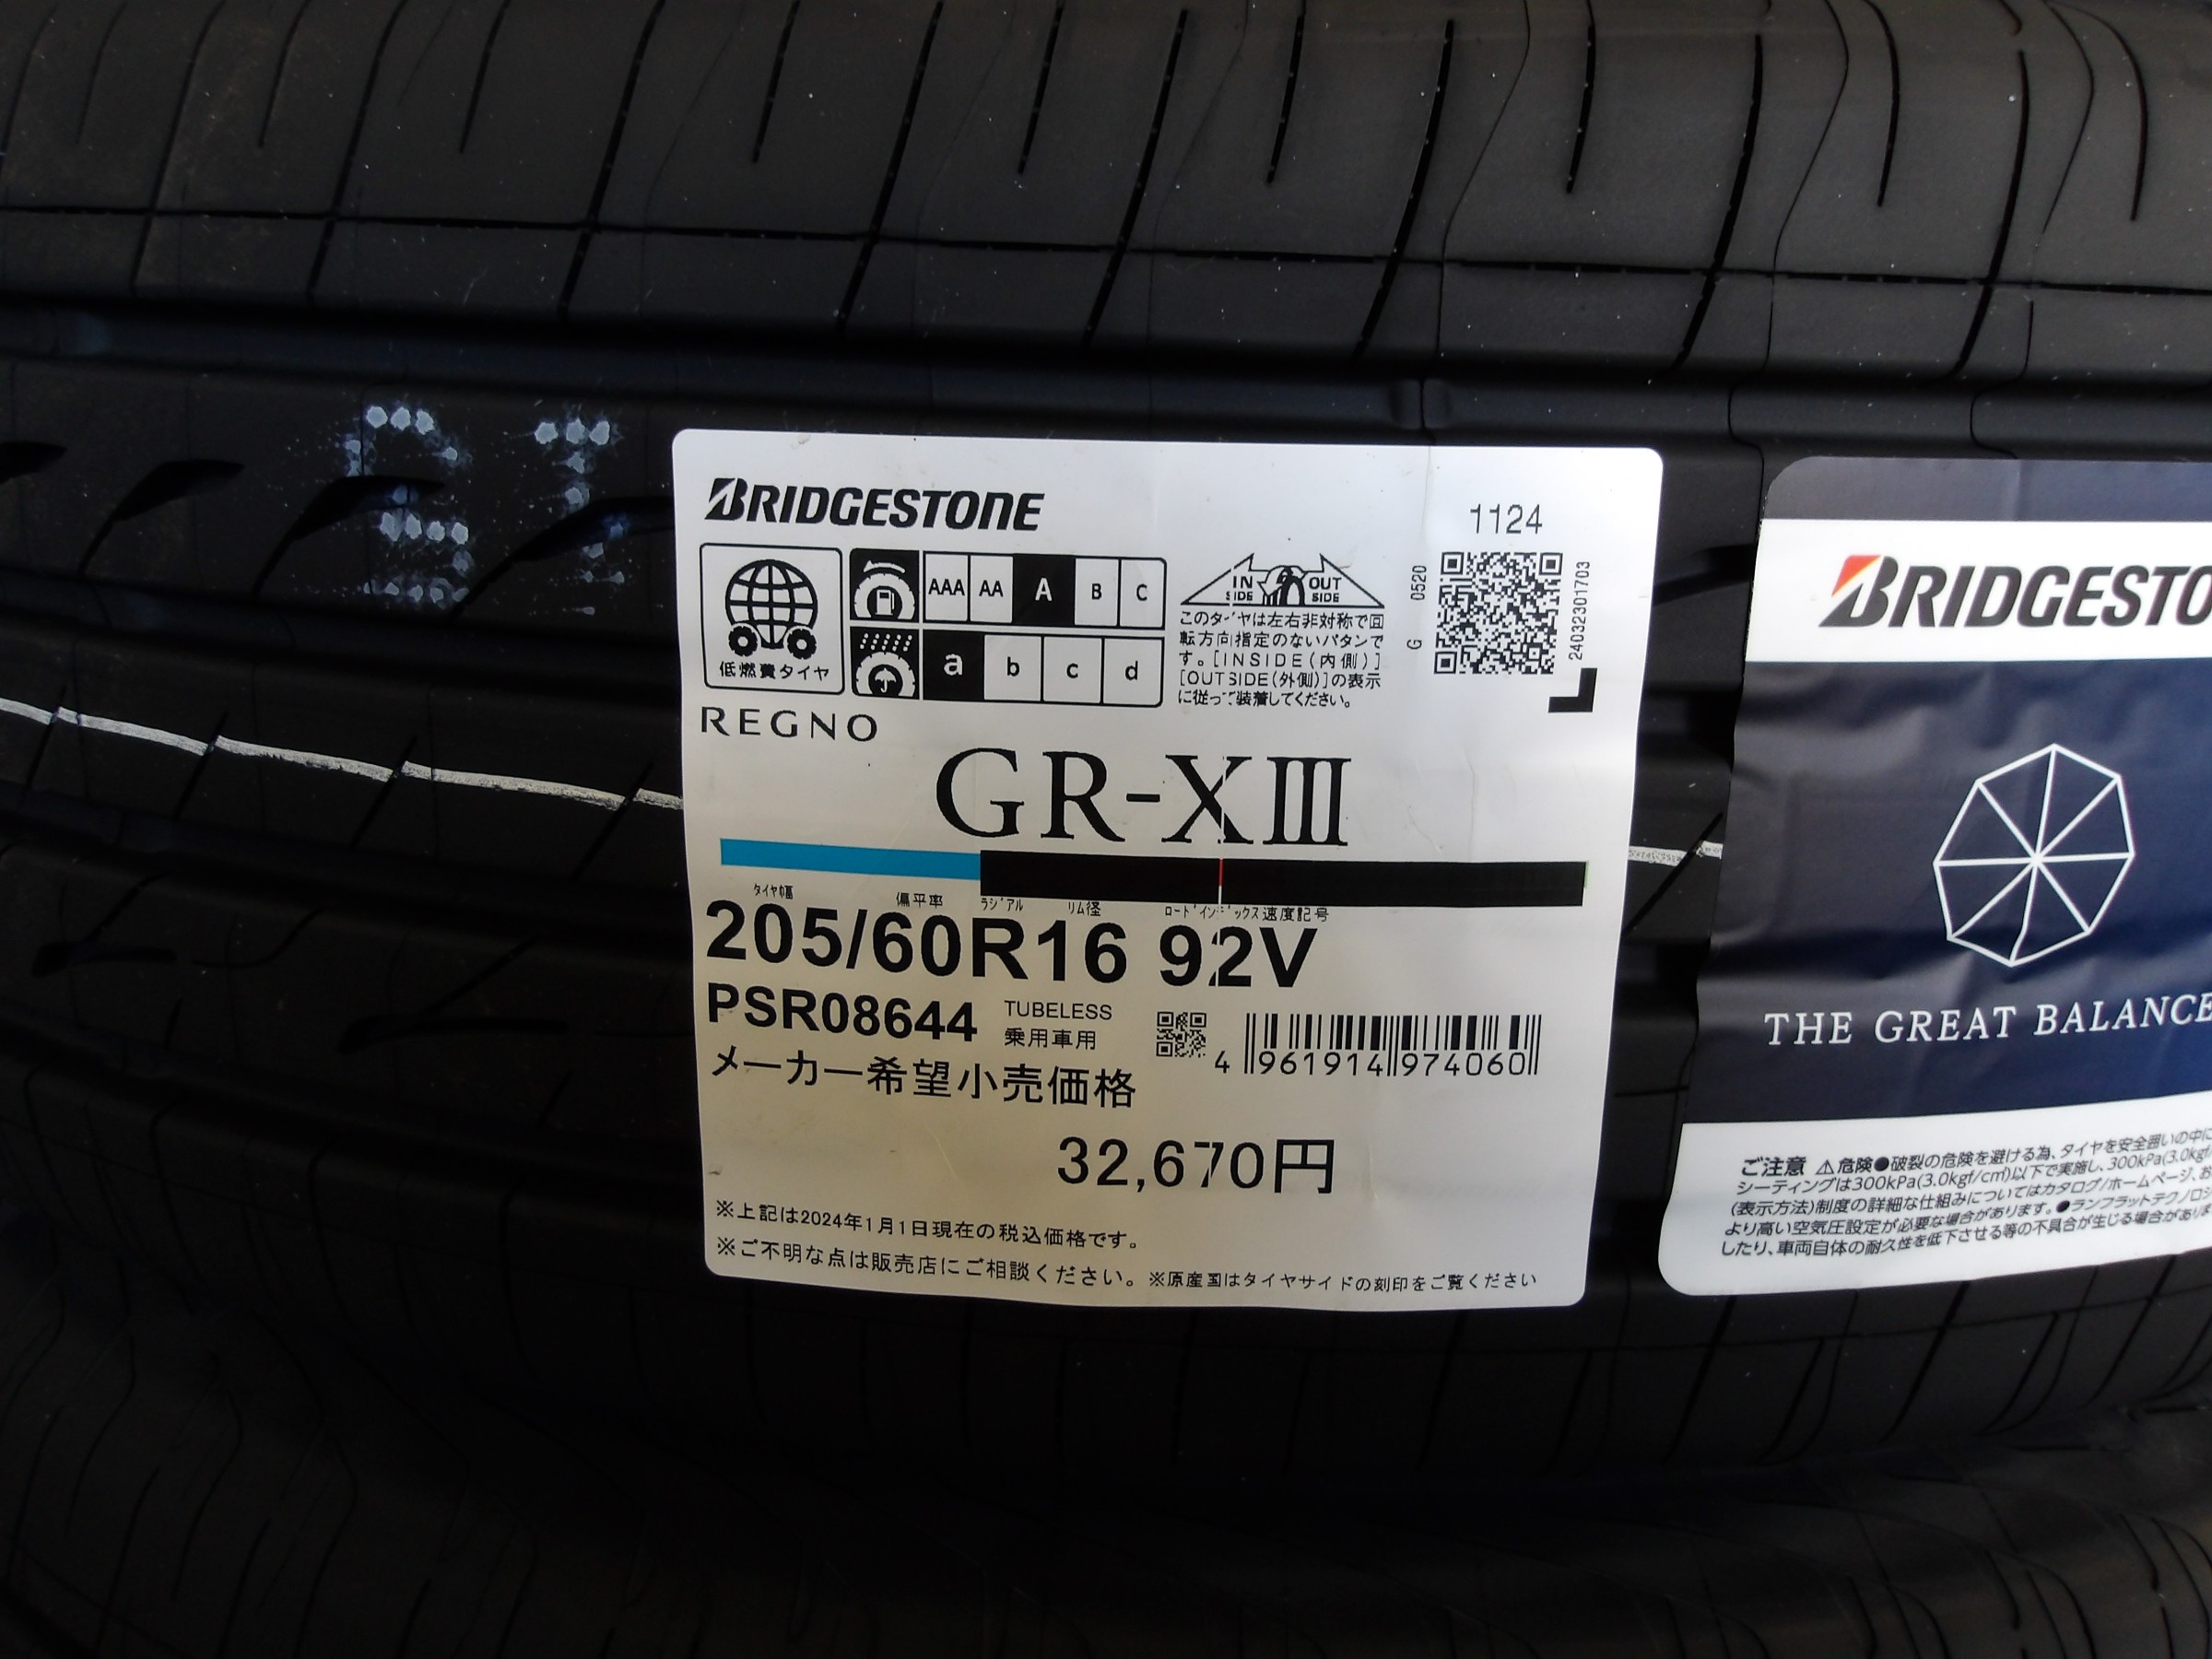 BRIDGESTONE
1124
低燃費タイヤ
AAA AA A B C
a b c d
IN SIDE OUT SIDE
このタイヤは左右非対称で回
転方向指定のないパタンで
す。[INSIDE(内側)]
[OUTSIDE(外側)]の表示
に従って装着してください。
G 0520
24032301703
L
REGNO
GR-XⅢ
タイヤ幅 偏平率 ラジアル リム径 ロードインデックス速度記号
205/60R16 92V
PSR08644 TUBELESS
乗用車用
4 961914 974060
メーカー希望小売価格
32,670円
※上記は2024年1月1日現在の税込価格です。
※ご不明な点は販売店にご相談ください。※原産国はタイヤサイドの刻印をご覧ください
BRIDGESTO
THE GREAT BALANCE
ご注意 ⚠危険●破裂の危険を避ける為、タイヤを安全囲いの中に
シーティングは300kPa(3.0kgf/cm)以下で実施し、300kPa(3.0kgf/
(表示方法)制度の詳細な仕組みについてはカタログ/ホームページ、お
より高い空気圧設定が必要な場合があります。●ランフラットテクノロジ
したり、車両自体の耐久性を低下させる等の不具合が生じる場合があり